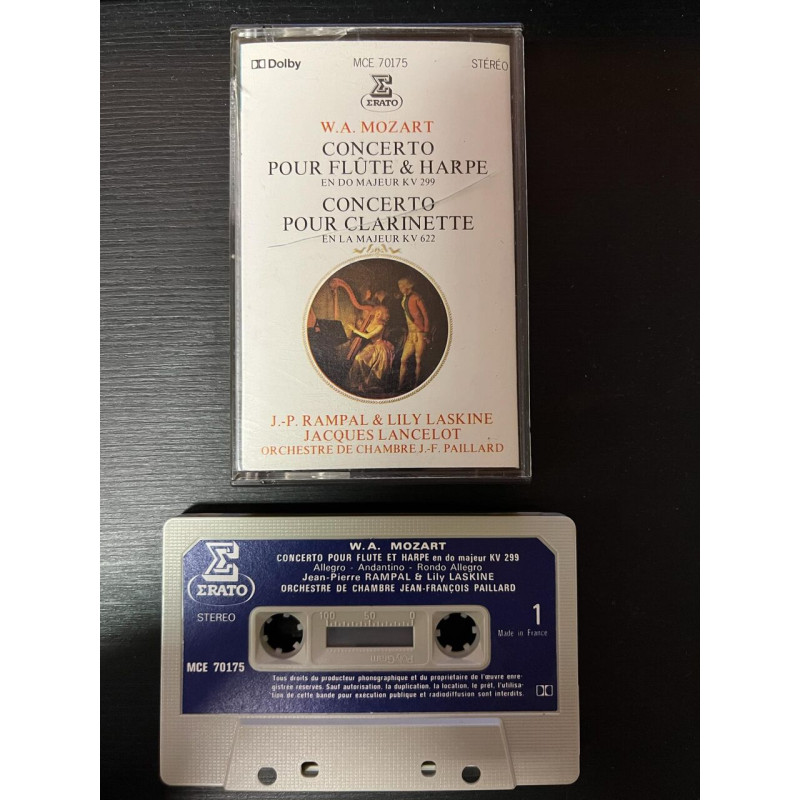 Dolby MCE 70175 STÉRÉO
ERATO
W.A. MOZART
CONCERTO
POUR FLÛTE & HARPE
EN DO MAJEUR KV 299
CONCERTO
POUR CLARINETTE
EN LA MAJEUR KV 622
J.-P. RAMPAL & LILY LASKINE
JACQUES LANCELOT
ORCHESTRE DE CHAMBRE J.-F. PAILLARD
W.A. MOZART
CONCERTO POUR FLUTE ET HARPE en do majeur KV 299
Allegro - Andantino - Rondo Allegro
Jean-Pierre RAMPAL & Lily LASKINE
ORCHESTRE DE CHAMBRE JEAN-FRANÇOIS PAILLARD
ERATO
STEREO
100 50 0
1
Made in France
MCE 70175
Tous droits du producteur phonographique et du propriétaire de l'œuvre enre-
gistrée réservés. Sauf autorisation, la duplication, la location, le prêt, l'utilisa-
tion de cette bande pour exécution publique et radiodiffusion sont interdits.